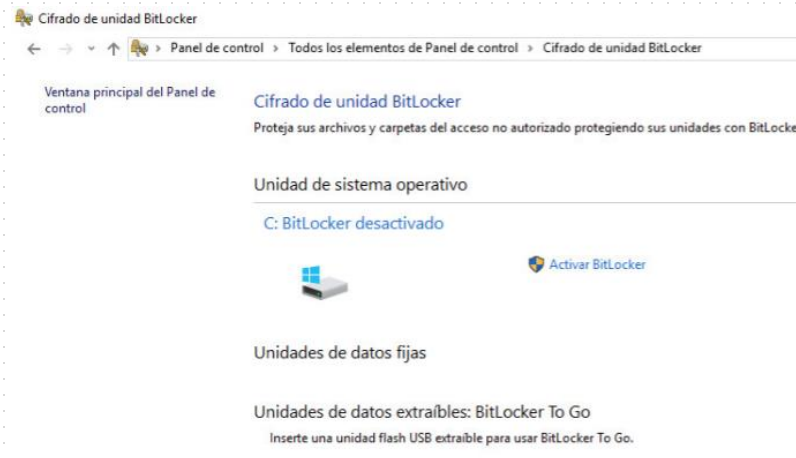 Cifrado de unidad BitLocker
Panel de control > Todos los elementos de Panel de control > Cifrado de unidad BitLocker
Ventana principal del Panel de
control
Cifrado de unidad BitLocker
Proteja sus archivos y carpetas del acceso no autorizado protegiendo sus unidades con BitLocke
Unidad de sistema operativo
C: BitLocker desactivado
Activar BitLocker
Unidades de datos fijas
Unidades de datos extraíbles: BitLocker To Go
Inserte una unidad flash USB extraíble para usar BitLocker To Go.